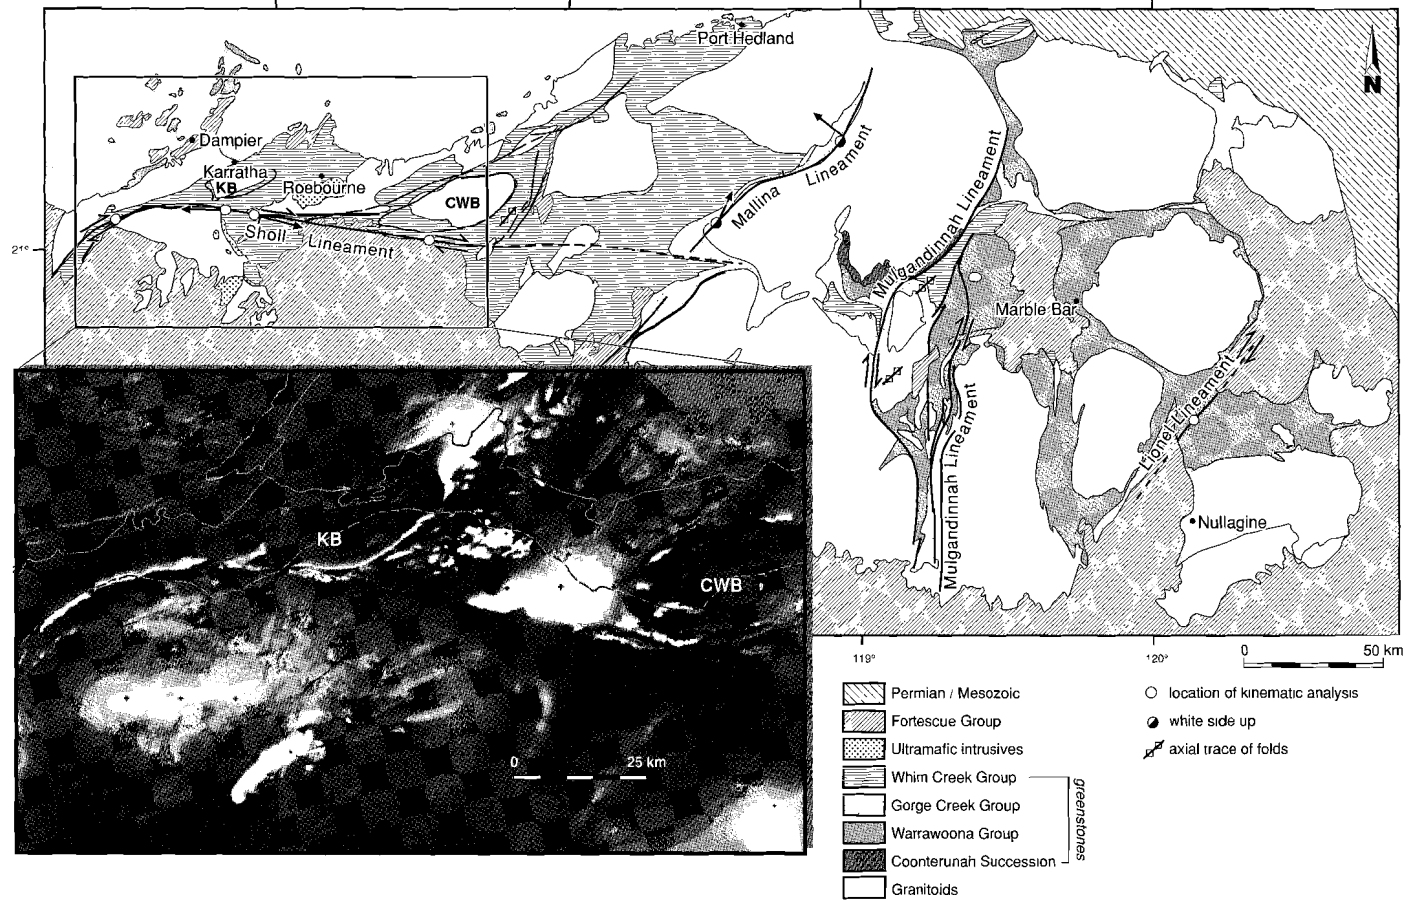 Port Hedland
N
Dampier
Karratha
KB
Roebourne
CWB
Sholl Lineament
21°
Mallina Lineament
Mulgandinnah Lineament
Marble Bar
Mulgandinnah Lineament
Lionel Lineament
Nullagine
KB
CWB
0 25 km
119°
120°
0 50 km
Permian / Mesozoic
Fortescue Group
Ultramafic intrusives
Whim Creek Group
Gorge Creek Group
Warrawoona Group
Coonterunah Succession
Granitoids
greenstones
location of kinematic analysis
white side up
axial trace of folds